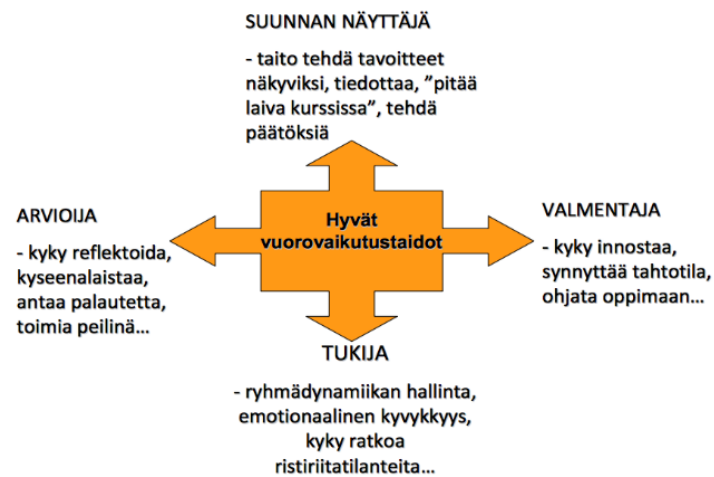 SUUNNAN NÄYTTÄJÄ
- taito tehdä tavoitteet
näkyviksi, tiedottaa, ”pitää
laiva kurssissa”, tehdä
päätöksiä
ARVIOIJA
- kyky reflektoida,
kyseenalaistaa,
antaa palautetta,
toimia peilinä…
Hyvät
vuorovaikutustaidot
VALMENTAJA
- kyky innostaa,
synnyttää tahtotila,
ohjata oppimaan…
TUKIJA
- ryhmädynamiikan hallinta,
emotionaalinen kyvykkyys,
kyky ratkoa
ristiriitatilanteita…